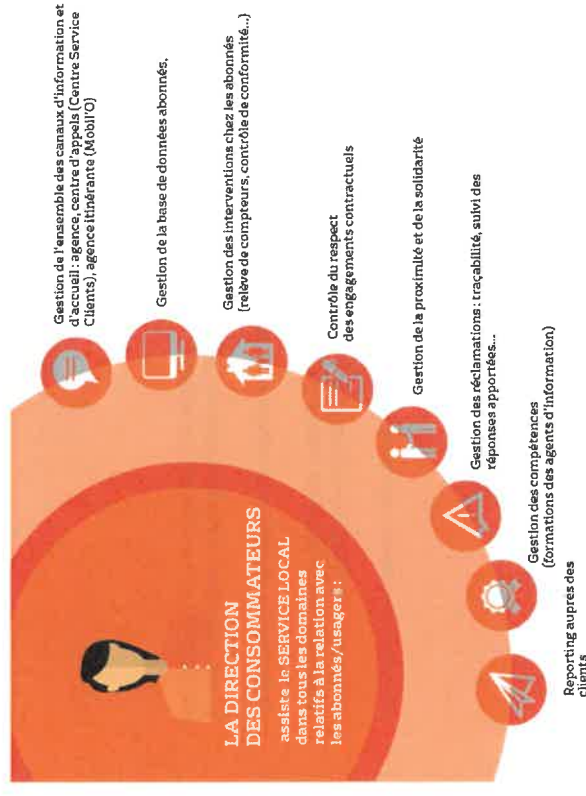 LA DIRECTION
DES CONSOMMATEURS
assiste le SERVICE LOCAL
dans tous les domaines
relatifs à la relation avec
les abonnés/usagers :
Gestion de l'ensemble des canaux d'information et
d'accueil : agence, centre d'appels (Centre Service
Clients), agence itinérante (Mobil'O)
Gestion de la base de données abonnés,
Gestion des interventions chez les abonnés
(relève de compteurs, contrôle de conformité...)
Contrôle du respect
des engagements contractuels
Gestion de la proximité et de la solidarité
Gestion des réclamations : traçabilité, suivi des
réponses apportées...
Gestion des compétences
(formations des agents d'information)
Reporting auprès des
clients